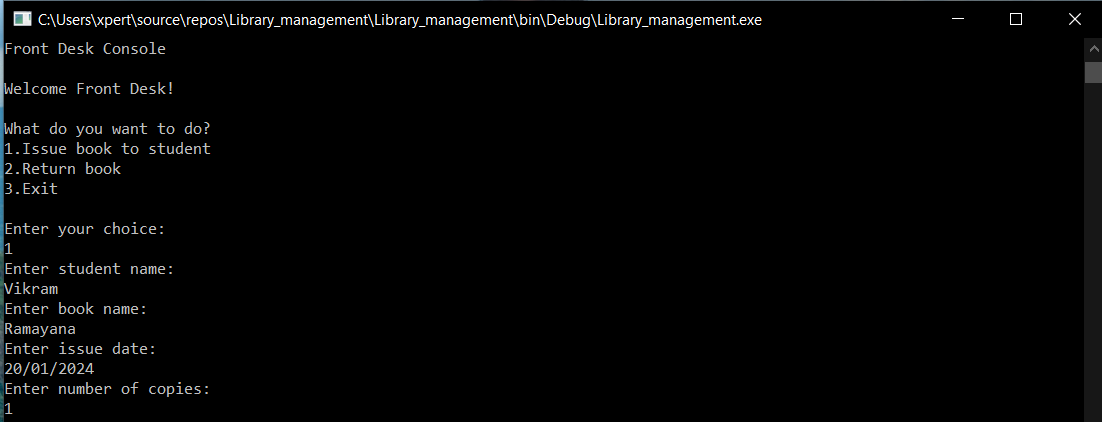 C:\Users\xpert\source\repos\Library_management\Library_management\bin\Debug\Library_management.exe
Front Desk Console
Welcome Front Desk!
What do you want to do?
1.Issue book to student
2.Return book
3.Exit
Enter your choice:
1
Enter student name:
Vikram
Enter book name:
Ramayana
Enter issue date:
20/01/2024
Enter number of copies:
1